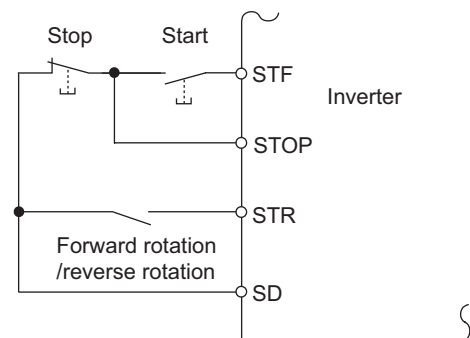 Stop
Start
STF
Inverter
STOP
STR
Forward rotation
/reverse rotation
SD